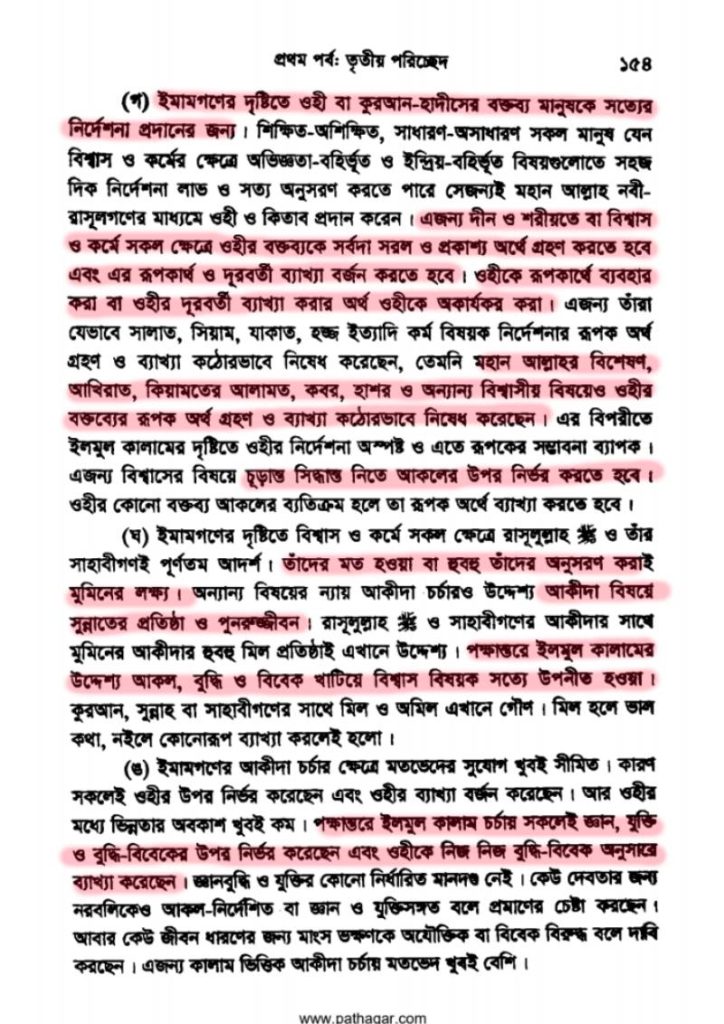 প্রথম পর্ব: তৃতীয় পরিচ্ছেদ ১৫৪
(গ) ইমামগণের দৃষ্টিতে ওহী বা কুরআন-হাদীসের বক্তব্য মানুষকে সত্যের
নির্দেশনা প্রদানের জন্য। শিক্ষিত-অশিক্ষিত, সাধারণ-অসাধারণ সকল মানুষ যেন
বিশ্বাস ও কর্মের ক্ষেত্রে অভিজ্ঞতা-বহির্ভূত ও ইন্দ্রিয়-বহির্ভূত বিষয়গুলোতে সহজ
দিক নির্দেশনা লাভ ও সত্য অনুসরণ করতে পারে সেজন্যই মহান আল্লাহ নবী-
রাসূলগণের মাধ্যমে ওহী ও কিতাব প্রদান করেন। এজন্য দীন ও শরীয়তে বা বিশ্বাস
ও কর্মে সকল ক্ষেত্রে ওহীর বক্তব্যকে সর্বদা সরল ও প্রকাশ্য অর্থে গ্রহণ করতে হবে
এবং এর রূপকার্থ ও দূরবর্তী ব্যাখ্যা বর্জন করতে হবে। ওহীকে রূপকার্থে ব্যবহার
করা বা ওহীর দূরবর্তী ব্যাখ্যা করার অর্থ ওহীকে অকার্যকর করা। এজন্য তাঁরা
যেভাবে সালাত, সিয়াম, যাকাত, হজ্জ ইত্যাদি কর্ম বিষয়ক নির্দেশনার রূপক অর্থ
গ্রহণ ও ব্যাখ্যা কঠোরভাবে নিষেধ করেছেন, তেমনি মহান আল্লাহর বিশেষণ,
আখিরাত, কিয়ামতের আলামত, কবর, হাশর ও অন্যান্য বিশ্বাসীয় বিষয়েও ওহীর
বক্তব্যের রূপক অর্থ গ্রহণ ও ব্যাখ্যা কঠোরভাবে নিষেধ করেছেন। এর বিপরীতে
ইলমুল কালামের দৃষ্টিতে ওহীর নির্দেশনা অস্পষ্ট ও এতে রূপকের সম্ভাবনা ব্যাপক।
এজন্য বিশ্বাসের বিষয়ে চূড়ান্ত সিদ্ধান্ত নিতে আকলের উপর নির্ভর করতে হবে।
ওহীর কোনো বক্তব্য আকলের ব্যতিক্রম হলে তা রূপক অর্থে ব্যাখ্যা করতে হবে।
(ঘ) ইমামগণের দৃষ্টিতে বিশ্বাস ও কর্মে সকল ক্ষেত্রে রাসূলুল্লাহ ﷺ ও তাঁর
সাহাবীগণই পূর্ণতম আদর্শ। তাঁদের মত হওয়া বা হুবহু তাঁদের অনুসরণ করাই
মুমিনের লক্ষ্য। অন্যান্য বিষয়ের ন্যায় আকীদা চর্চারও উদ্দেশ্য আকীদা বিষয়ে
সুন্নাতের প্রতিষ্ঠা ও পুনরুজ্জীবন। রাসূলুল্লাহ ﷺ ও সাহাবীগণের আকীদার সাথে
মুমিনের আকীদার হুবহু মিল প্রতিষ্ঠাই এখানে উদ্দেশ্য। পক্ষান্তরে ইলমুল কালামের
উদ্দেশ্য আকল, বুদ্ধি ও বিবেক খাটিয়ে বিশ্বাস বিষয়ক সত্যে উপনীত হওয়া।
কুরআন, সুন্নাহ বা সাহাবীগণের সাথে মিল ও অমিল এখানে গৌণ। মিল হলে ভাল
কথা, নইলে কোনোরূপ ব্যাখ্যা করলেই হলো।
(ঙ) ইমামগণের আকীদা চর্চার ক্ষেত্রে মতভেদের সুযোগ খুবই সীমিত। কারণ
সকলেই ওহীর উপর নির্ভর করেছেন এবং ওহীর ব্যাখ্যা বর্জন করেছেন। আর ওহীর
মধ্যে ভিন্নতার অবকাশ খুবই কম। পক্ষান্তরে ইলমুল কালাম চর্চায় সকলেই জ্ঞান, যুক্তি
ও বুদ্ধি-বিবেকের উপর নির্ভর করেছেন এবং ওহীকে নিজ নিজ বুদ্ধি-বিবেক অনুসারে
ব্যাখ্যা করেছেন। জ্ঞানবুদ্ধি ও যুক্তির কোনো নির্ধারিত মানদণ্ড নেই। কেউ দেবতার জন্য
নরবলিকেও আকল-নির্দেশিত বা জ্ঞান ও যুক্তিসঙ্গত বলে প্রমাণের চেষ্টা করছেন।
আবার কেউ জীবন ধারণের জন্য মাংস ভক্ষণকে অযৌক্তিক বা বিবেক বিরুদ্ধ বলে দাবি
করছেন। এজন্য কালাম ভিত্তিক আকীদা চর্চায় মতভেদ খুবই বেশি।
www.pathagar.com